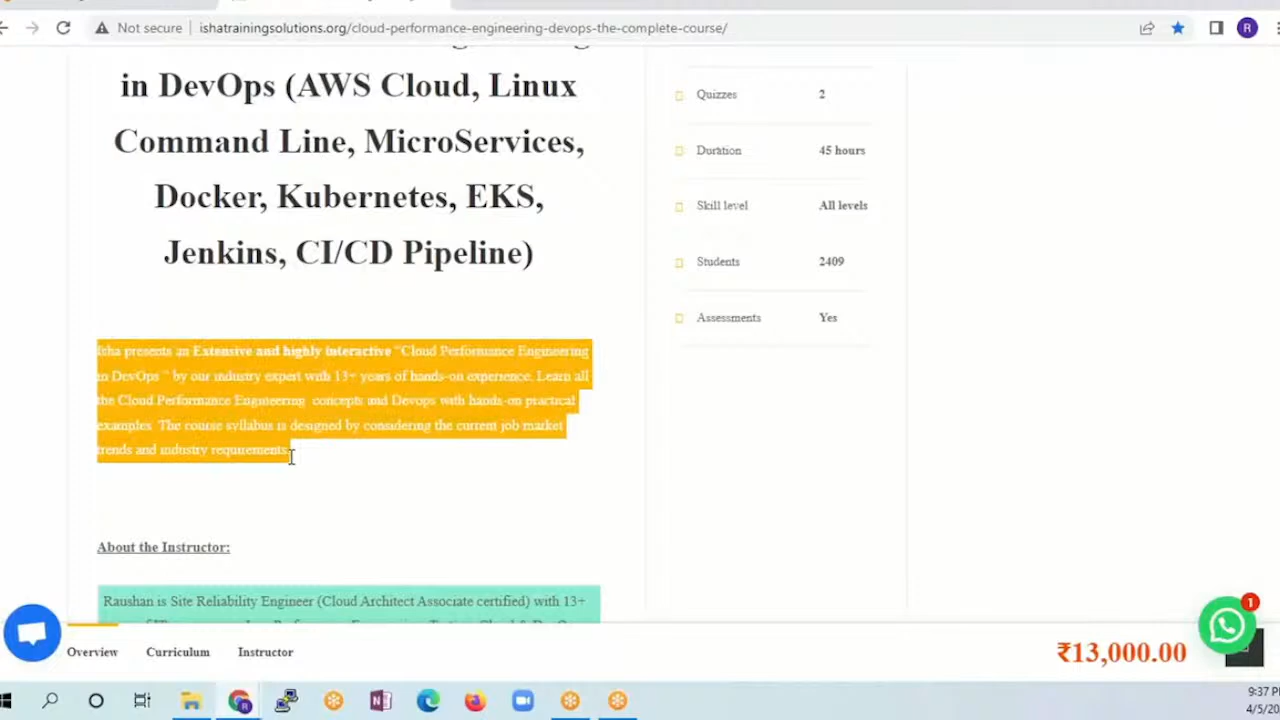 Not secure
ishatrainingsolutions.org/cloud-performance-engineering-devops-the-complete-course/
R
in DevOps (AWS Cloud, Linux
Command Line, MicroServices,
Docker, Kubernetes, EKS,
Jenkins, CI/CD Pipeline)
Quizzes 2
Duration 45 hours
Skill level All levels
Students 2409
Assessments Yes
presents an Extensive and highly interactive "Cloud Performance Engineering
in DevOps " by our industry expert with 13+ years of hands-on experience. Learn all
the Cloud Performance Engineering concepts and Devops with hands-on practical
examples. The course syllabus is designed by considering the current job market
trends and industry requirements.
About the Instructor:
Raushan is Site Reliability Engineer (Cloud Architect Associate certified) with 13+
Overview Curriculum Instructor
₹13,000.00
1
R
N
9:37 P
4/5/20